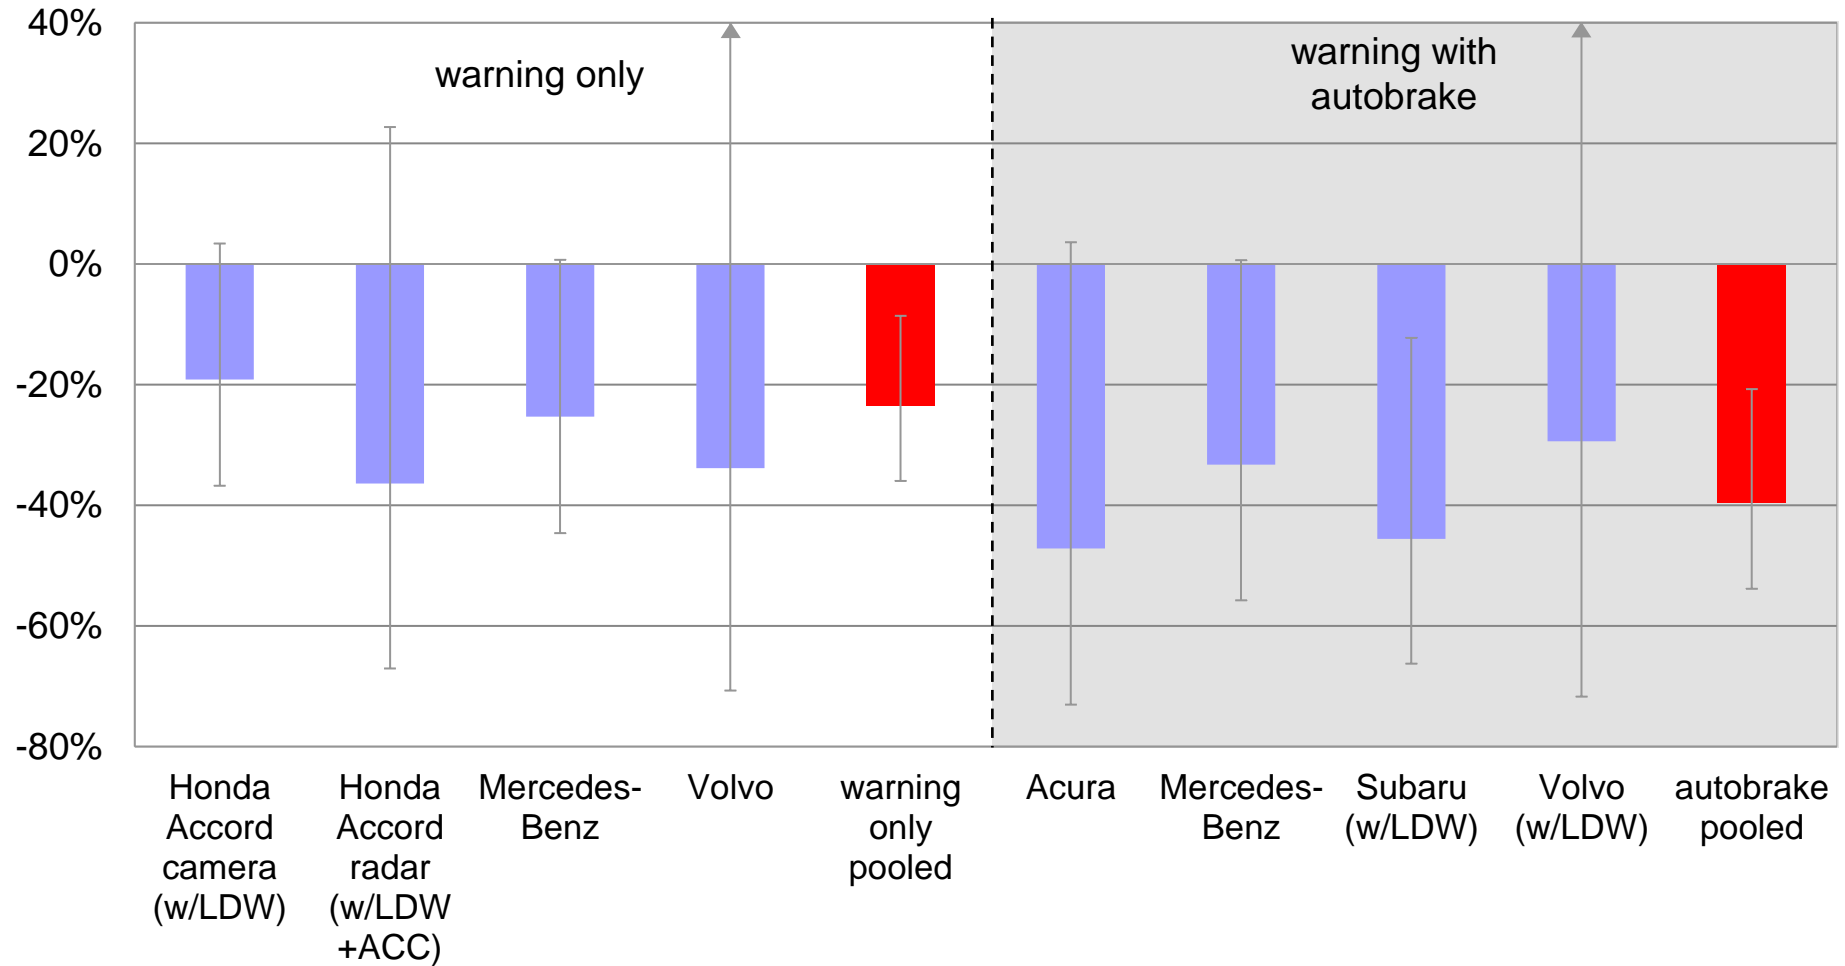 40%
20%
0%
-20%
-40%
-60%
-80%
warning only
warning with
autobrake
Honda
Accord
camera
(w/LDW)
Honda
Accord
radar
(w/LDW
+ACC)
Mercedes-
Benz
Volvo
warning
only
pooled
Acura
Mercedes-
Benz
Subaru
(w/LDW)
Volvo
(w/LDW)
autobrake
pooled